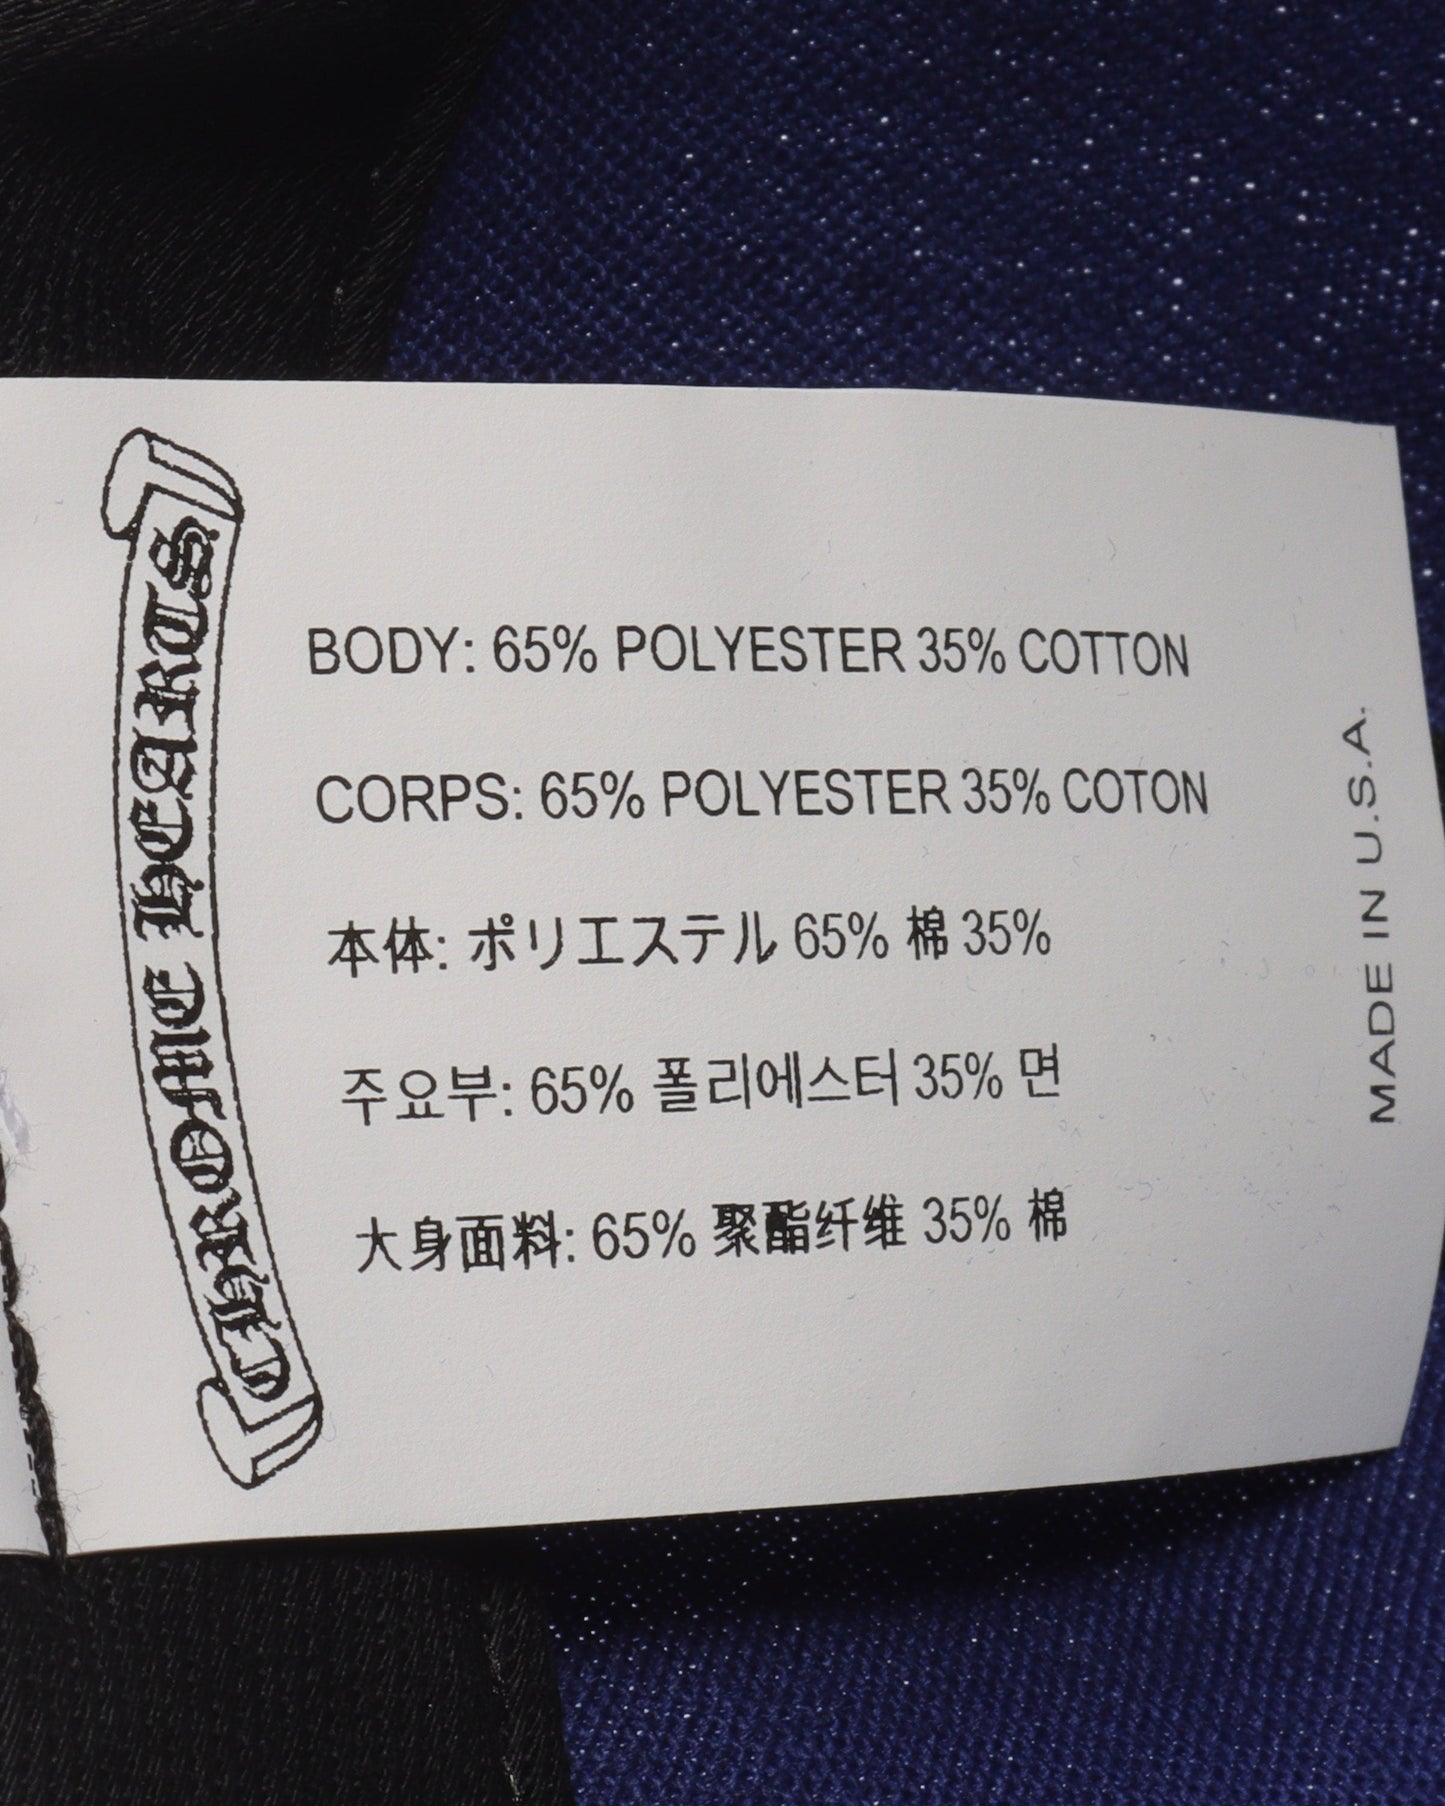 CHROME HEARTS
BODY: 65% POLYESTER 35% COTTON
CORPS: 65% POLYESTER 35% COTON
本体: ポリエステル 65% 棉 35%
주요부: 65% 폴리에스터 35% 면
大身面料: 65% 聚酯纤维 35% 棉
MADE IN U.S.A.